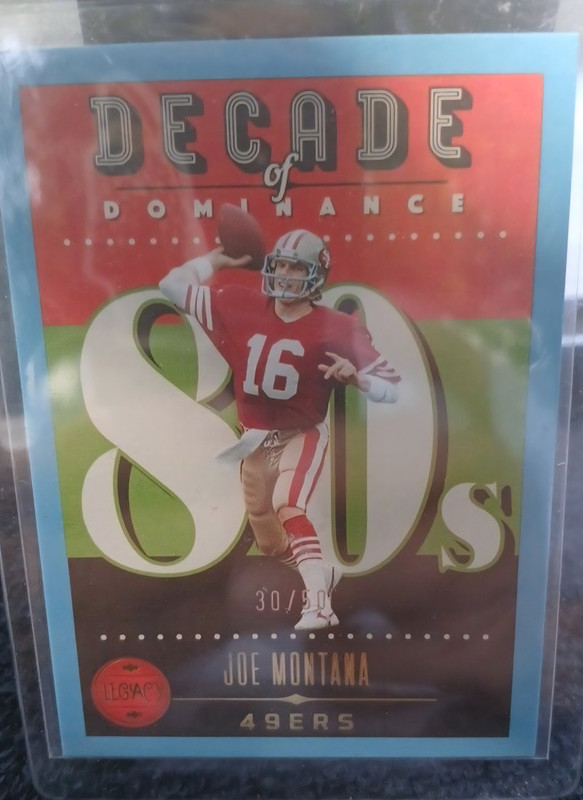 DECADE
of
DOMINANCE
80s
16
30/50
JOE MONTANA
LEGACY
49ERS